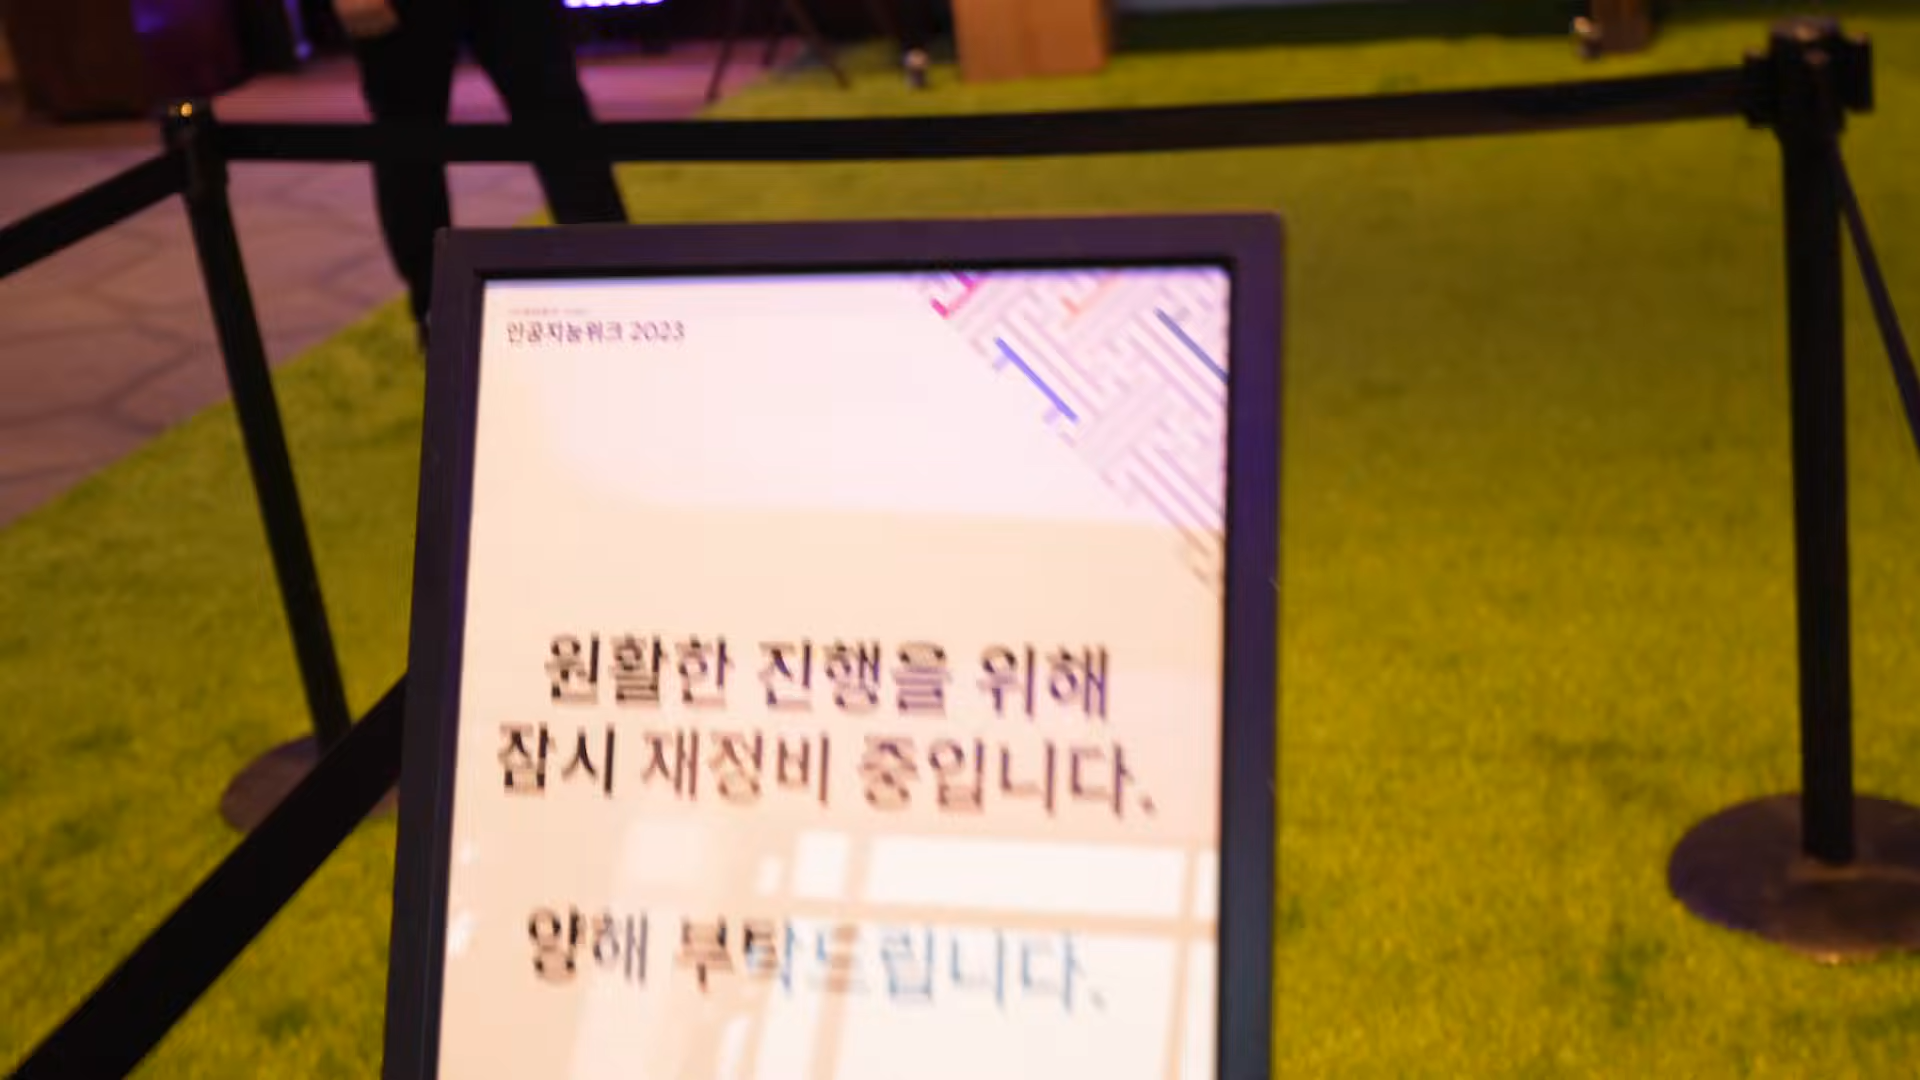 인공지능위크 2023
원활한 진행을 위해
잠시 재정비 중입니다.
양해 부탁드립니다.